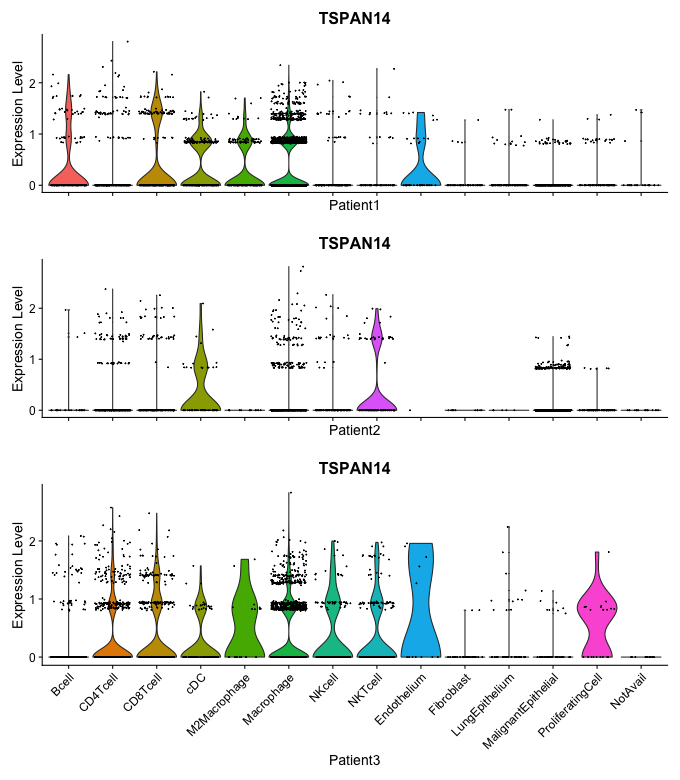 TSPAN14
Expression Level
2
1
0
Patient1
TSPAN14
Expression Level
2
1
0
Patient2
TSPAN14
Expression Level
2
1
0
Bcell
CD4Tcell
CD8Tcell
cDC
M2Macrophage
Macrophage
NKcell
NKTcell
Endothelium
Fibroblast
LungEpithelium
MalignantEpithelial
ProliferatingCell
NotAvail
Patient3